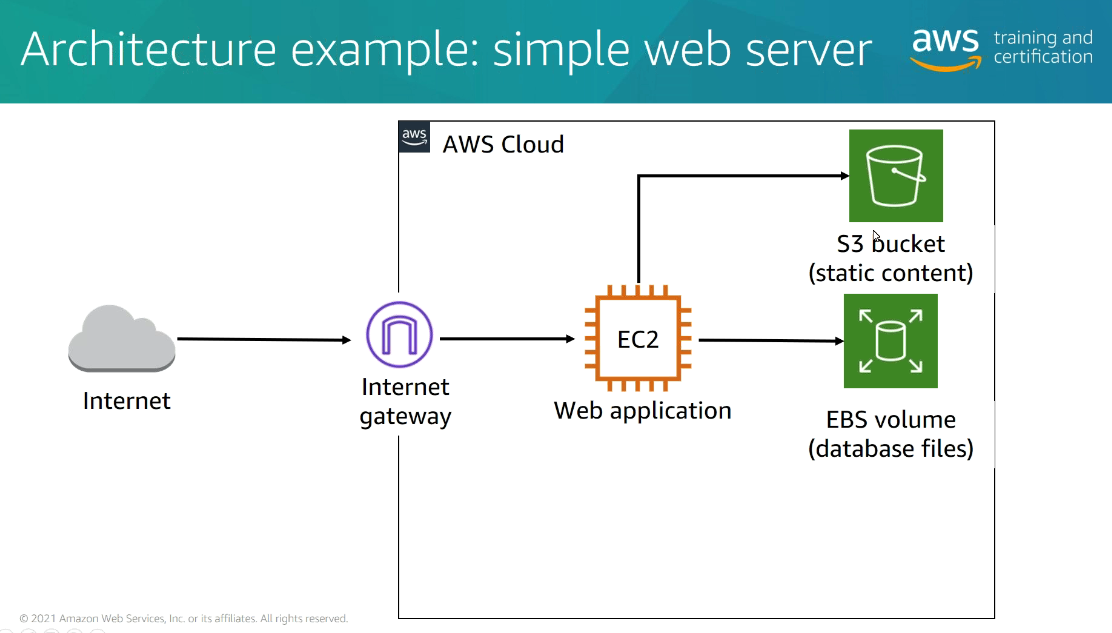 Architecture example: simple web server
aws training and
certification
aws
AWS Cloud
S3 bucket
(static content)
EC2
Internet
Internet
gateway
Web application
EBS volume
(database files)
© 2021 Amazon Web Services, Inc. or its affiliates. All rights reserved.